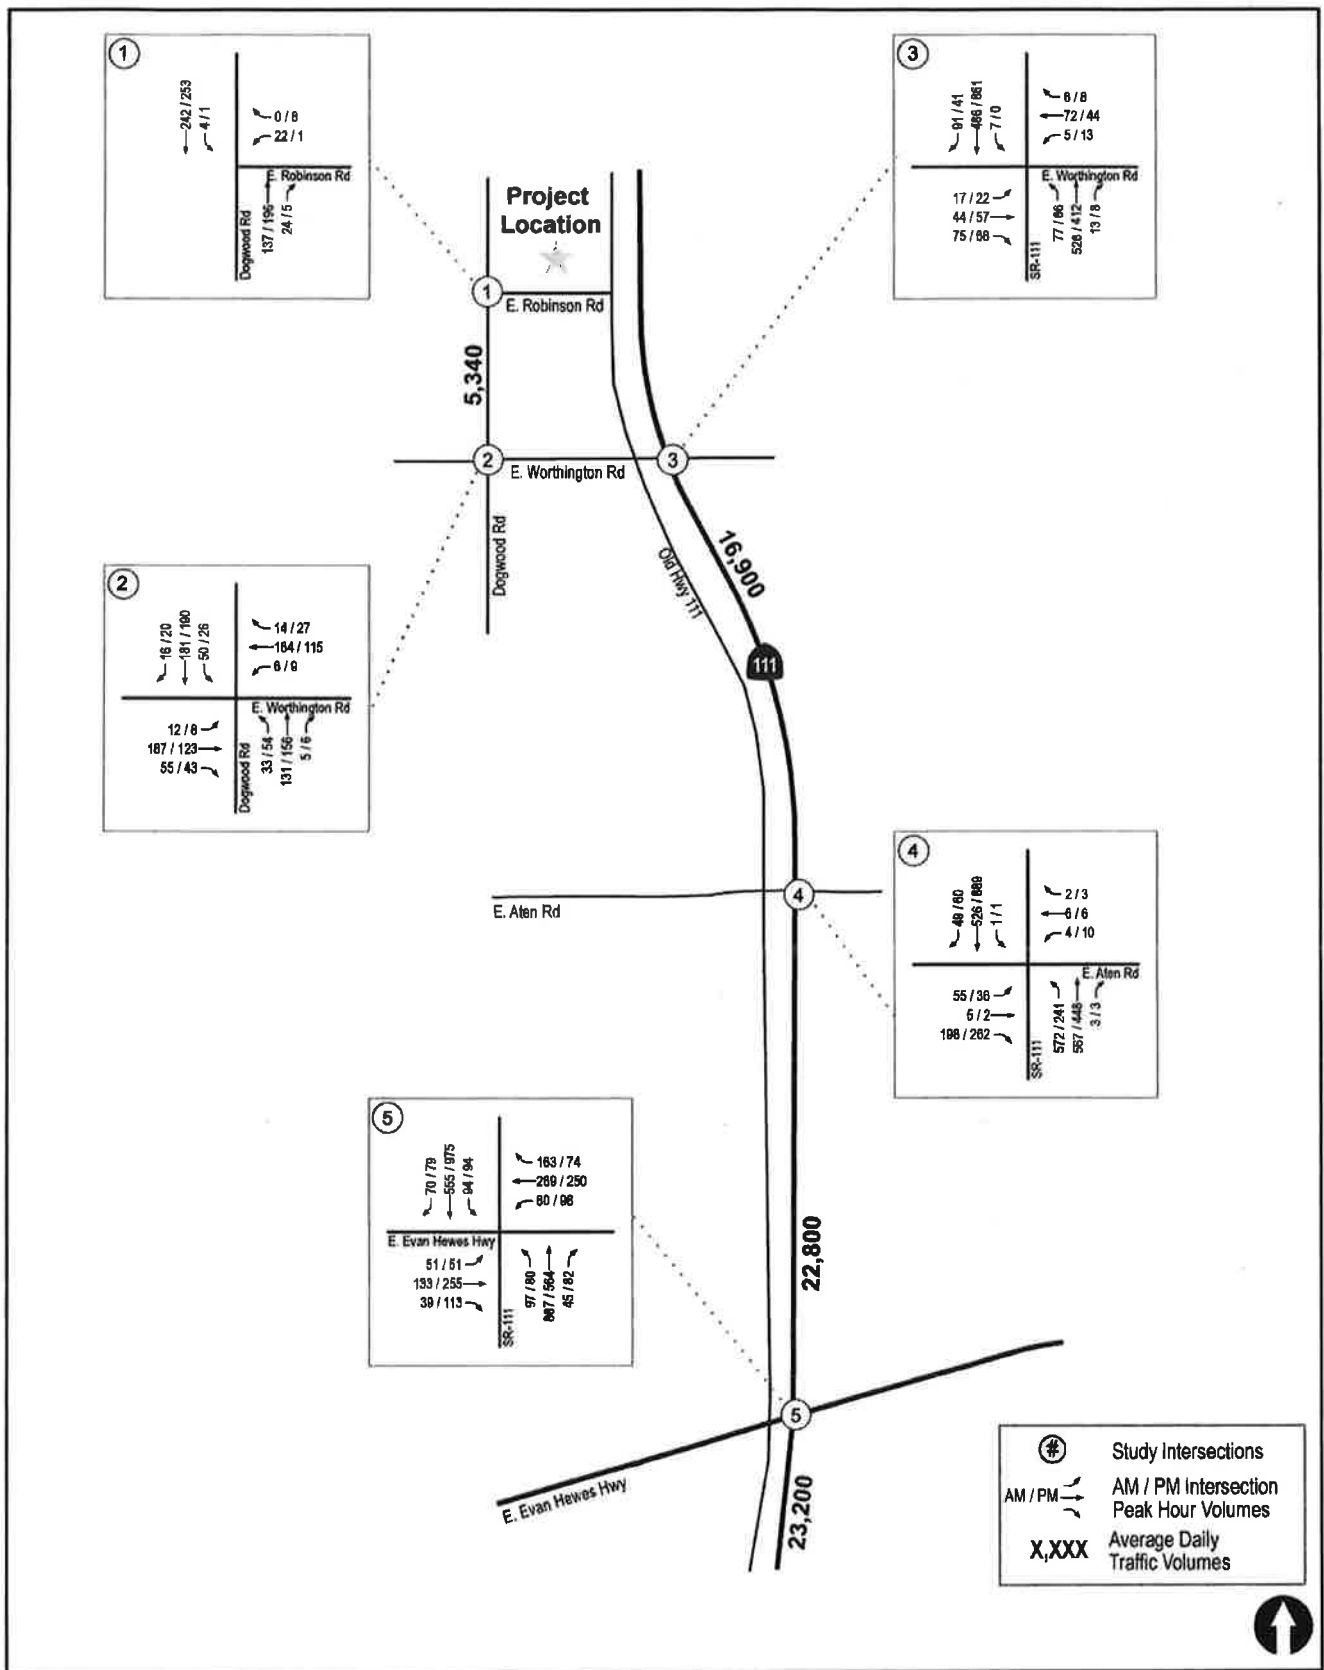 1
242 / 253
4 / 1
0 / 8
22 / 1
E. Robinson Rd
Dogwood Rd
137 / 195
24 / 5
3
91 / 41
486 / 861
7 / 0
6 / 8
72 / 44
5 / 13
E. Worthington Rd
17 / 22
44 / 57
75 / 68
SR-111
77 / 66
526 / 412
13 / 8
Project
Location
1
E. Robinson Rd
5,340
2
E. Worthington Rd
3
Dogwood Rd
Old Hwy 111
16,900
111
2
16 / 20
181 / 190
50 / 26
14 / 27
164 / 115
6 / 9
E. Worthington Rd
12 / 8
187 / 123
55 / 43
Dogwood Rd
33 / 54
131 / 156
5 / 6
E. Aten Rd
4
4
49 / 60
526 / 889
1 / 1
2 / 3
6 / 6
4 / 10
E. Aten Rd
55 / 36
5 / 2
198 / 262
SR-111
572 / 241
567 / 448
3 / 3
5
70 / 79
555 / 975
94 / 94
163 / 74
269 / 250
60 / 98
E. Evan Hewes Hwy
51 / 51
133 / 255
39 / 113
SR-111
97 / 80
867 / 564
45 / 82
22,800
5
E. Evan Hewes Hwy
23,200
# Study Intersections
AM / PM
AM / PM Intersection
Peak Hour Volumes
X,XXX
Average Daily
Traffic Volumes